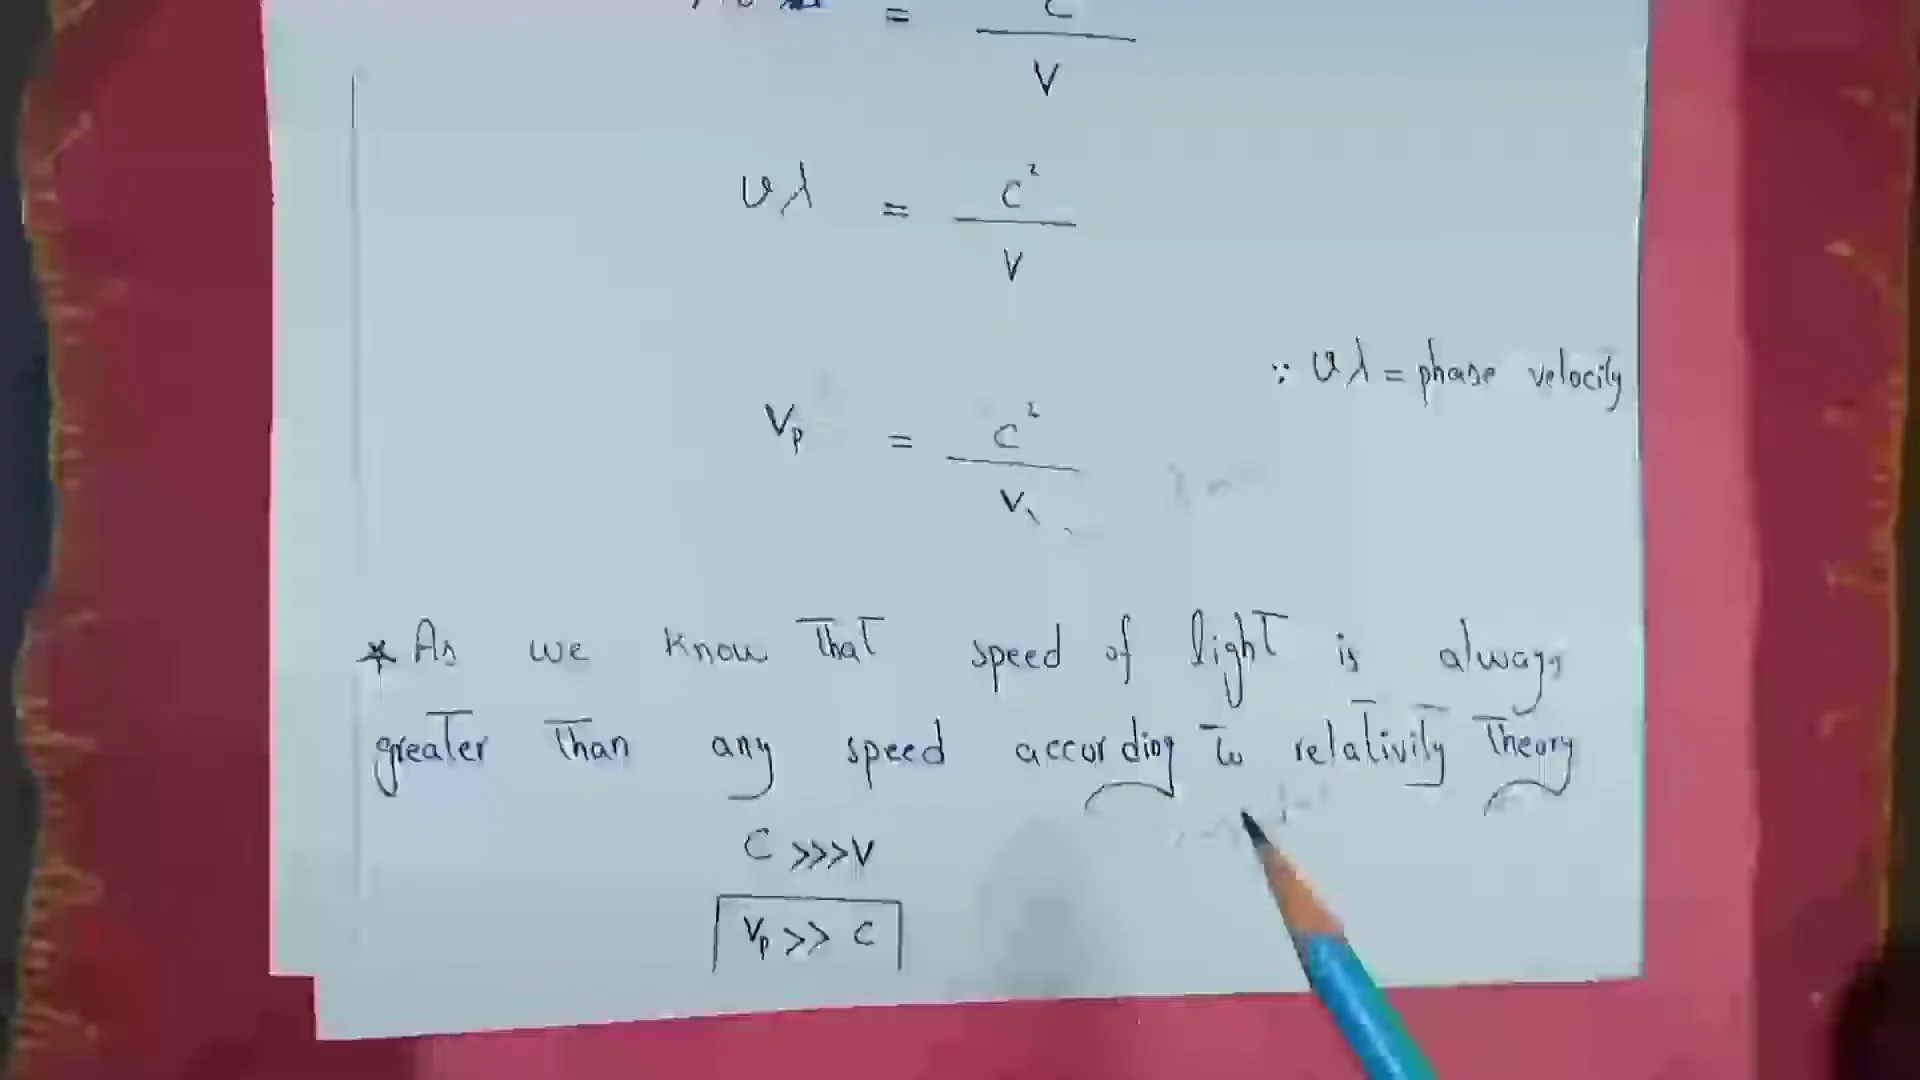 = c / V
υλ = c² / V
∵ υλ = phase velocity
Vp = c² / V
* As we know that speed of light is always
greater than any speed according to relativity theory
C >>> V
Vp >> C